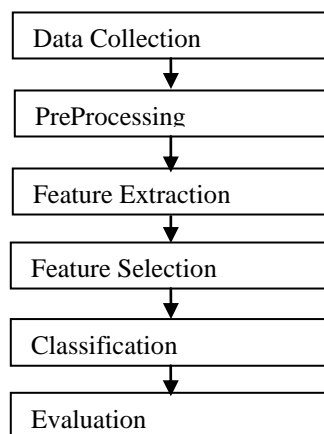 Data Collection
PreProcessing
Feature Extraction
Feature Selection
Classification
Evaluation